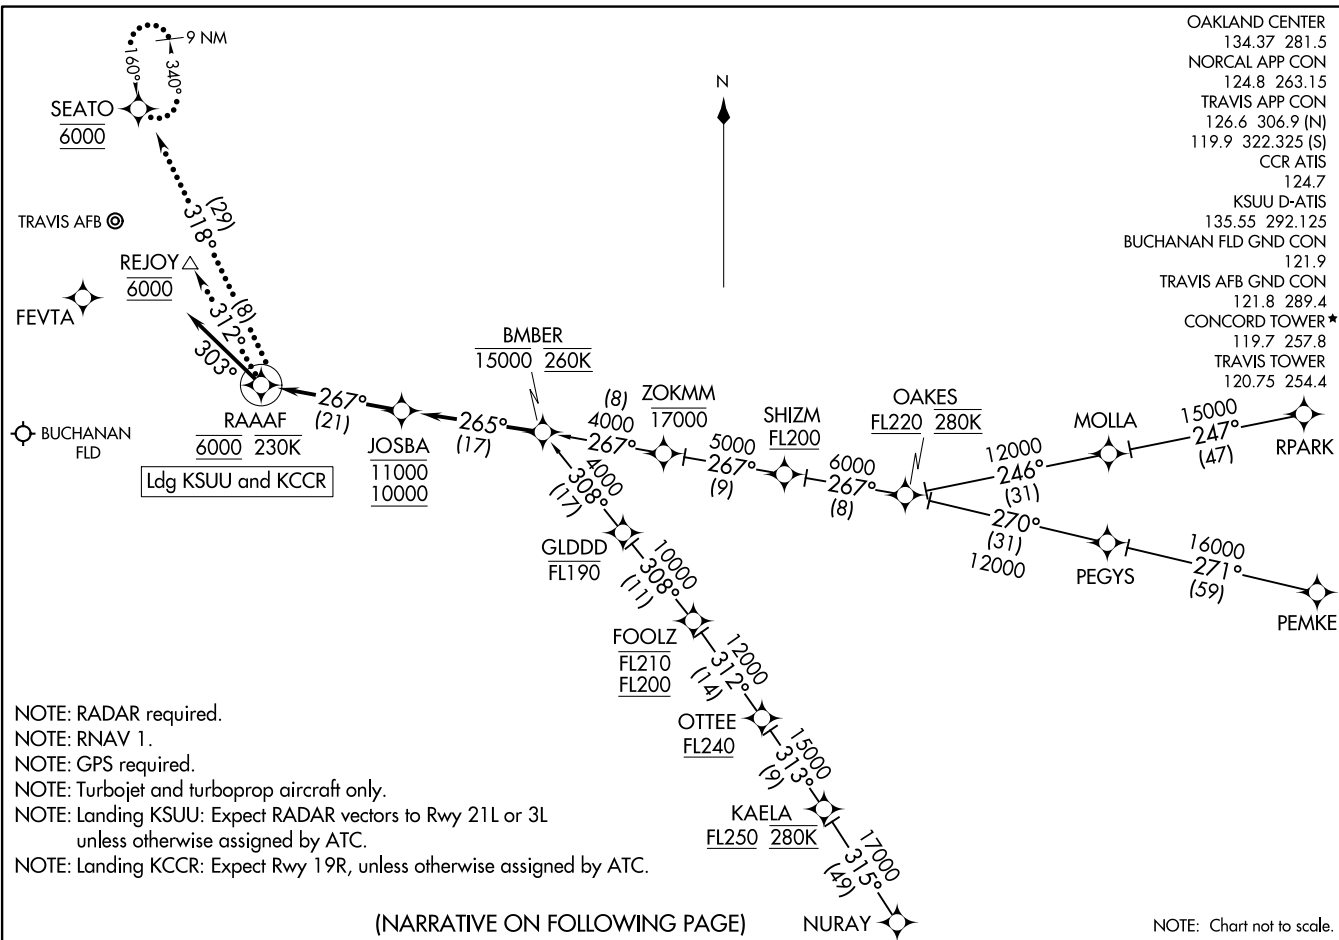 OAKLAND CENTER
134.37 281.5
NORCAL APP CON
124.8 263.15
TRAVIS APP CON
126.6 306.9 (N)
119.9 322.325 (S)
CCR ATIS
124.7
KSUU D-ATIS
135.55 292.125
BUCHANAN FLD GND CON
121.9
TRAVIS AFB GND CON
121.8 289.4
CONCORD TOWER★
119.7 257.8
TRAVIS TOWER
120.75 254.4
N
9 NM
160°
340°
SEATO
6000
(29)
318°
(8)
TRAVIS AFB
REJOY
6000
312°
FEVTA
303°
RAAAF
6000 230K
Ldg KSUU and KCCR
BUCHANAN
FLD
267°
(21)
JOSBA
11000
10000
265°
(17)
BMBER
15000 260K
(8)
4000
267°
ZOKMM
17000
5000
267°
(9)
SHIZM
FL200
6000
267°
(8)
OAKES
FL220 280K
12000
246°
(31)
MOLLA
15000
247°
(47)
RPARK
270°
(31)
12000
PEGYS
16000
271°
(59)
PEMKE
4000
308°
(17)
GLDDD
FL190
10000
308°
(11)
FOOLZ
FL210
FL200
12000
312°
(14)
OTTEE
FL240
15000
313°
(9)
KAELA
FL250 280K
17000
315°
(49)
NURAY
NOTE: RADAR required.
NOTE: RNAV 1.
NOTE: GPS required.
NOTE: Turbojet and turboprop aircraft only.
NOTE: Landing KSUU: Expect RADAR vectors to Rwy 21L or 3L
unless otherwise assigned by ATC.
NOTE: Landing KCCR: Expect Rwy 19R, unless otherwise assigned by ATC.
(NARRATIVE ON FOLLOWING PAGE)
NOTE: Chart not to scale.